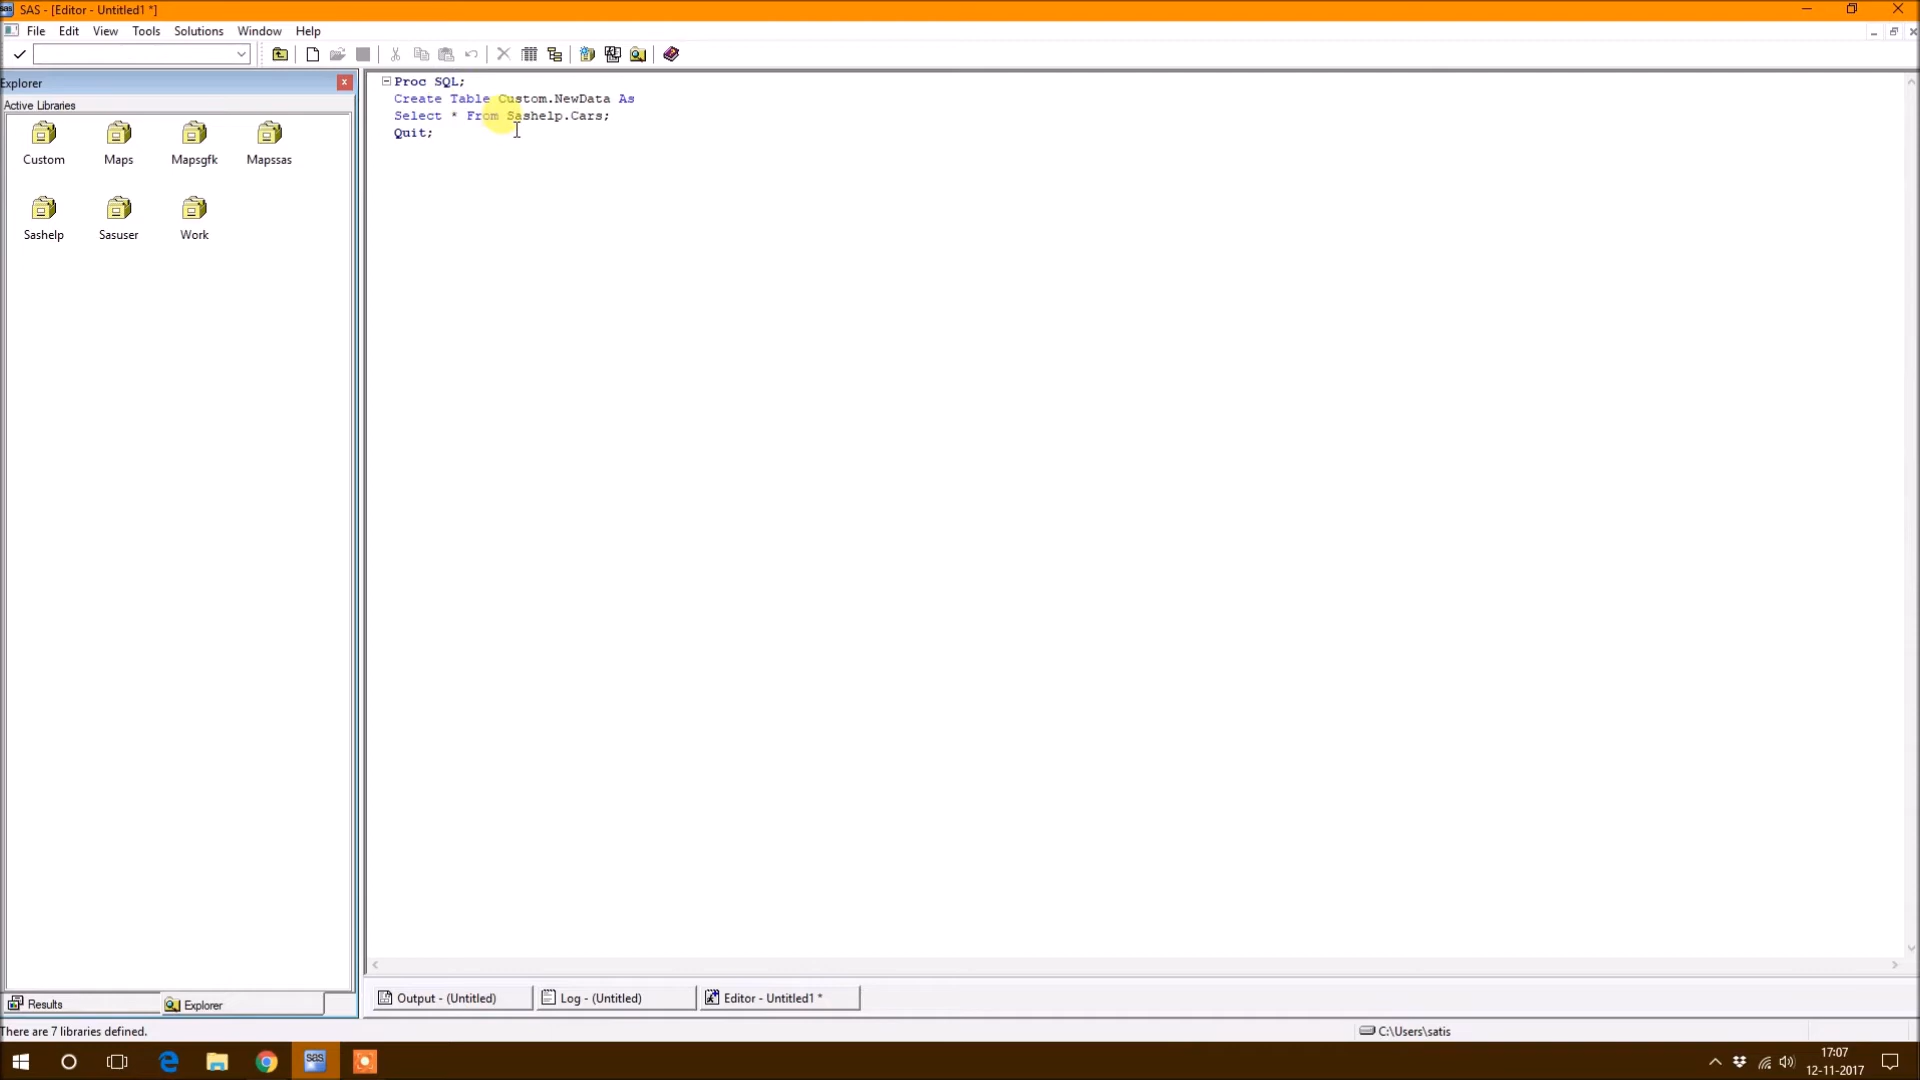 SAS - [Editor - Untitled1 *]
File Edit View Tools Solutions Window Help
Explorer
Active Libraries
Custom Maps Mapsgfk Mapssas
Sashelp Sasuser Work
Proc SQL;
Create Table Custom.NewData As
Select * From Sashelp.Cars;
Quit;
Results Explorer
Output - (Untitled) Log - (Untitled) Editor - Untitled1 *
There are 7 libraries defined.
C:\Users\satis
sas
17:07
12-11-2017